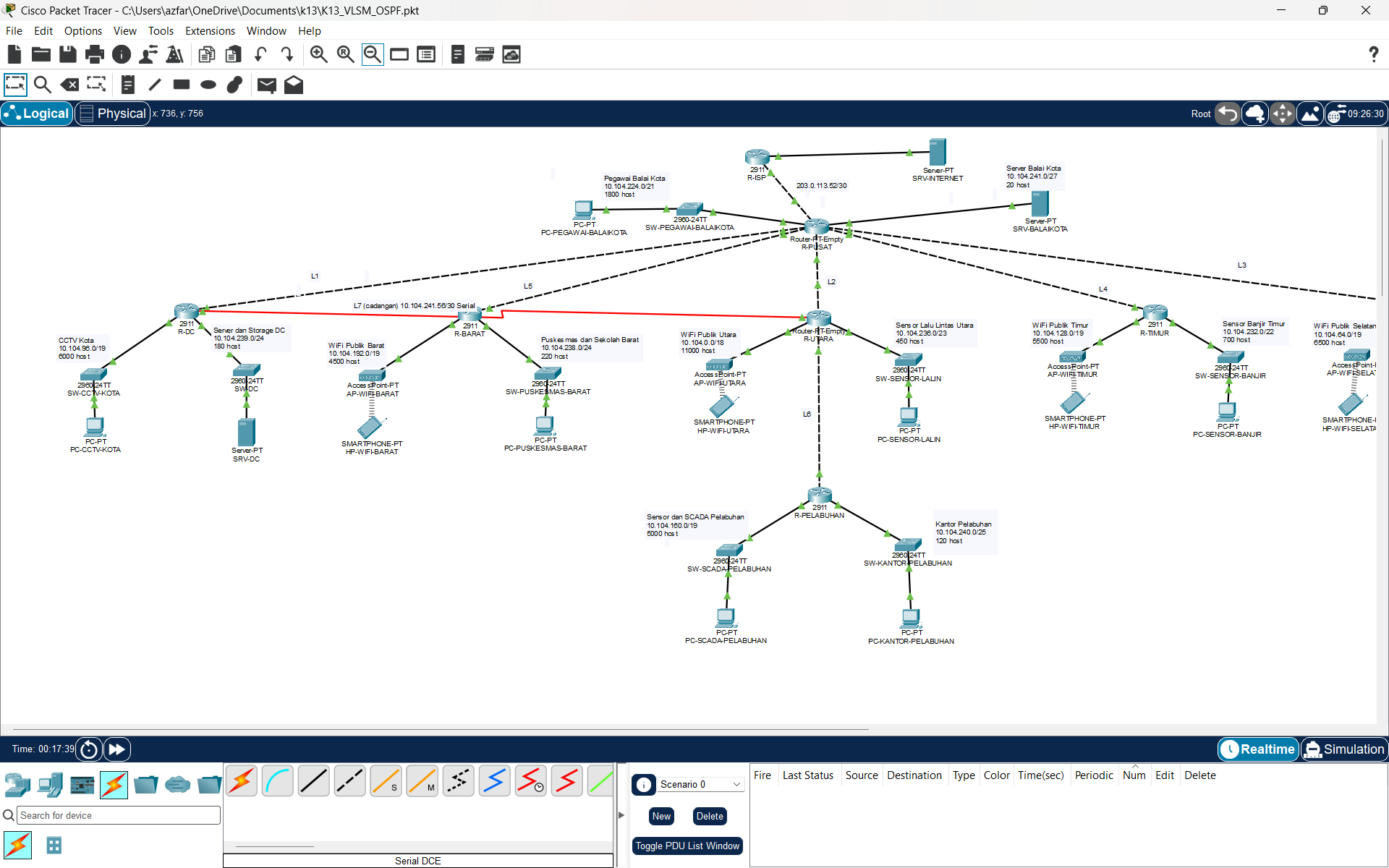 Cisco Packet Tracer - C:\Users\azfar\OneDrive\Documents\k13\K13_VLSM_OSPF.pkt
File Edit Options View Tools Extensions Window Help
Logical Physical x: 736, y: 756 Root 09:26:30
2911
R-ISP
Server-PT
SRV-INTERNET
203.0.113.52/30
Pegawai Balai Kota
10.104.224.0/21
1800 host
Server Balai Kota
10.104.241.0/27
20 host
PC-PT
PC-PEGAWAI-BALAIKOTA
2960-24TT
SW-PEGAWAI-BALAIKOTA
Router-PT-Empty
R-PUSAT
Server-PT
SRV-BALAIKOTA
L1
L5
L2
L4
L3
L7 (cadangan) 10.104.241.56/30 Serial
2911
R-DC
2911
R-BARAT
Router-PT-Empty
R-UTARA
2911
R-TIMUR
CCTV Kota
10.104.96.0/19
6000 host
Server dan Storage DC
10.104.239.0/24
180 host
WiFi Publik Barat
10.104.192.0/19
4500 host
Puskesmas dan Sekolah Barat
10.104.238.0/24
220 host
WiFi Publik Utara
10.104.0.0/18
11000 host
Sensor Lalu Lintas Utara
10.104.236.0/23
450 host
WiFi Publik Timur
10.104.128.0/19
5500 host
Sensor Banjir Timur
10.104.232.0/22
700 host
WiFi Publik Selatan
10.104.64.0/19
6500 host
2960-24TT
SW-CCTV-KOTA
2960-24TT
SW-DC
AccessPoint-PT
AP-WIFI-BARAT
2960-24TT
SW-PUSKESMAS-BARAT
AccessPoint-PT
AP-WIFI-UTARA
2960-24TT
SW-SENSOR-LALIN
AccessPoint-PT
AP-WIFI-TIMUR
2960-24TT
SW-SENSOR-BANJIR
AccessPoint-
AP-WIFI-SELAT
PC-PT
PC-CCTV-KOTA
Server-PT
SRV-DC
SMARTPHONE-PT
HP-WIFI-BARAT
PC-PT
PC-PUSKESMAS-BARAT
SMARTPHONE-PT
HP-WIFI-UTARA
L6
PC-PT
PC-SENSOR-LALIN
SMARTPHONE-PT
HP-WIFI-TIMUR
PC-PT
PC-SENSOR-BANJIR
SMARTPHONE-
HP-WIFI-SELATA
2911
R-PELABUHAN
Sensor dan SCADA Pelabuhan
10.104.160.0/19
5000 host
Kantor Pelabuhan
10.104.240.0/25
120 host
2960-24TT
SW-SCADA-PELABUHAN
2960-24TT
SW-KANTOR-PELABUHAN
PC-PT
PC-SCADA-PELABUHAN
PC-PT
PC-KANTOR-PELABUHAN
Time: 00:17:39 Realtime Simulation
Search for device
S
M
Serial DCE
Scenario 0
New Delete
Toggle PDU List Window
Fire Last Status Source Destination Type Color Time(sec) Periodic Num Edit Delete